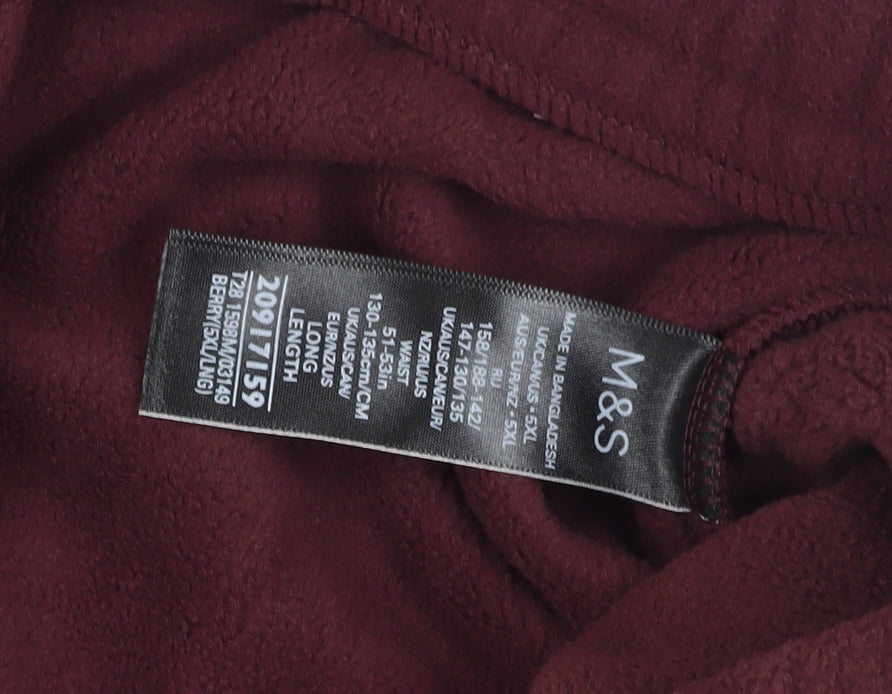 M&S
MADE IN BANGLADESH
UK/CAN/US • 5XL
AUS/EUR/NZ • 5XL
RU
158/188-142/
147-130/135
UK/AUS/CAN/EUR/
NZ/RU/US
WAIST
51-53in
130-135cm/CM
UK/AUS/CAN/
EUR/NZ/US
LONG
LENGTH
20917159
T28 1598M/03149
BERRY(5X/LNG)